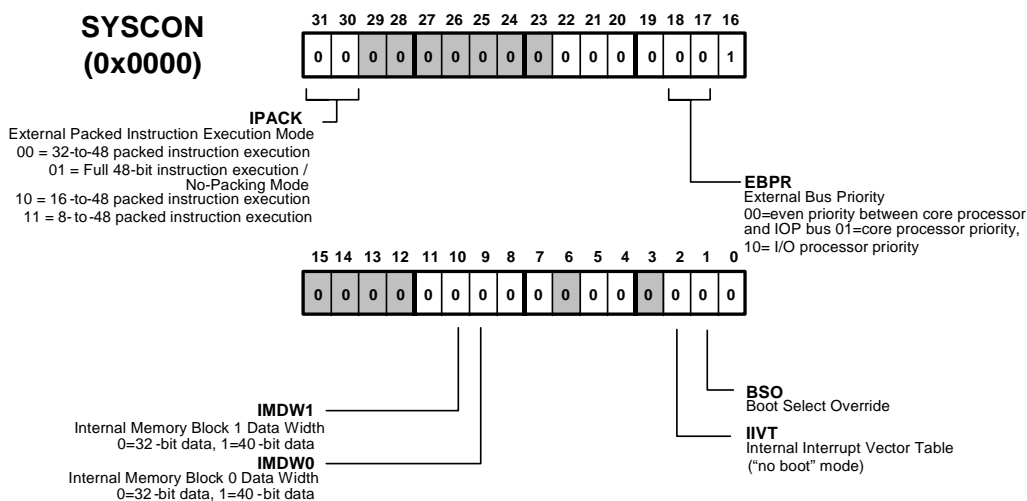 SYSCON
(0x0000)
31 30 29 28 27 26 25 24 23 22 21 20 19 18 17 16
0 0 0 0 0 0 0 0 0 0 0 0 0 0 0 1
IPACK
External Packed Instruction Execution Mode
00 = 32-to-48 packed instruction execution
01 = Full 48-bit instruction execution /
No-Packing Mode
10 = 16-to-48 packed instruction execution
11 = 8-to-48 packed instruction execution
EBPR
External Bus Priority
00=even priority between core processor
and IOP bus 01=core processor priority,
10= I/O processor priority
15 14 13 12 11 10 9 8 7 6 5 4 3 2 1 0
0 0 0 0 0 0 0 0 0 0 0 0 0 0 0 0
IMDW1
Internal Memory Block 1 Data Width
0=32-bit data, 1=40-bit data
IMDW0
Internal Memory Block 0 Data Width
0=32-bit data, 1=40-bit data
BSO
Boot Select Override
IIVT
Internal Interrupt Vector Table
(“no boot” mode)